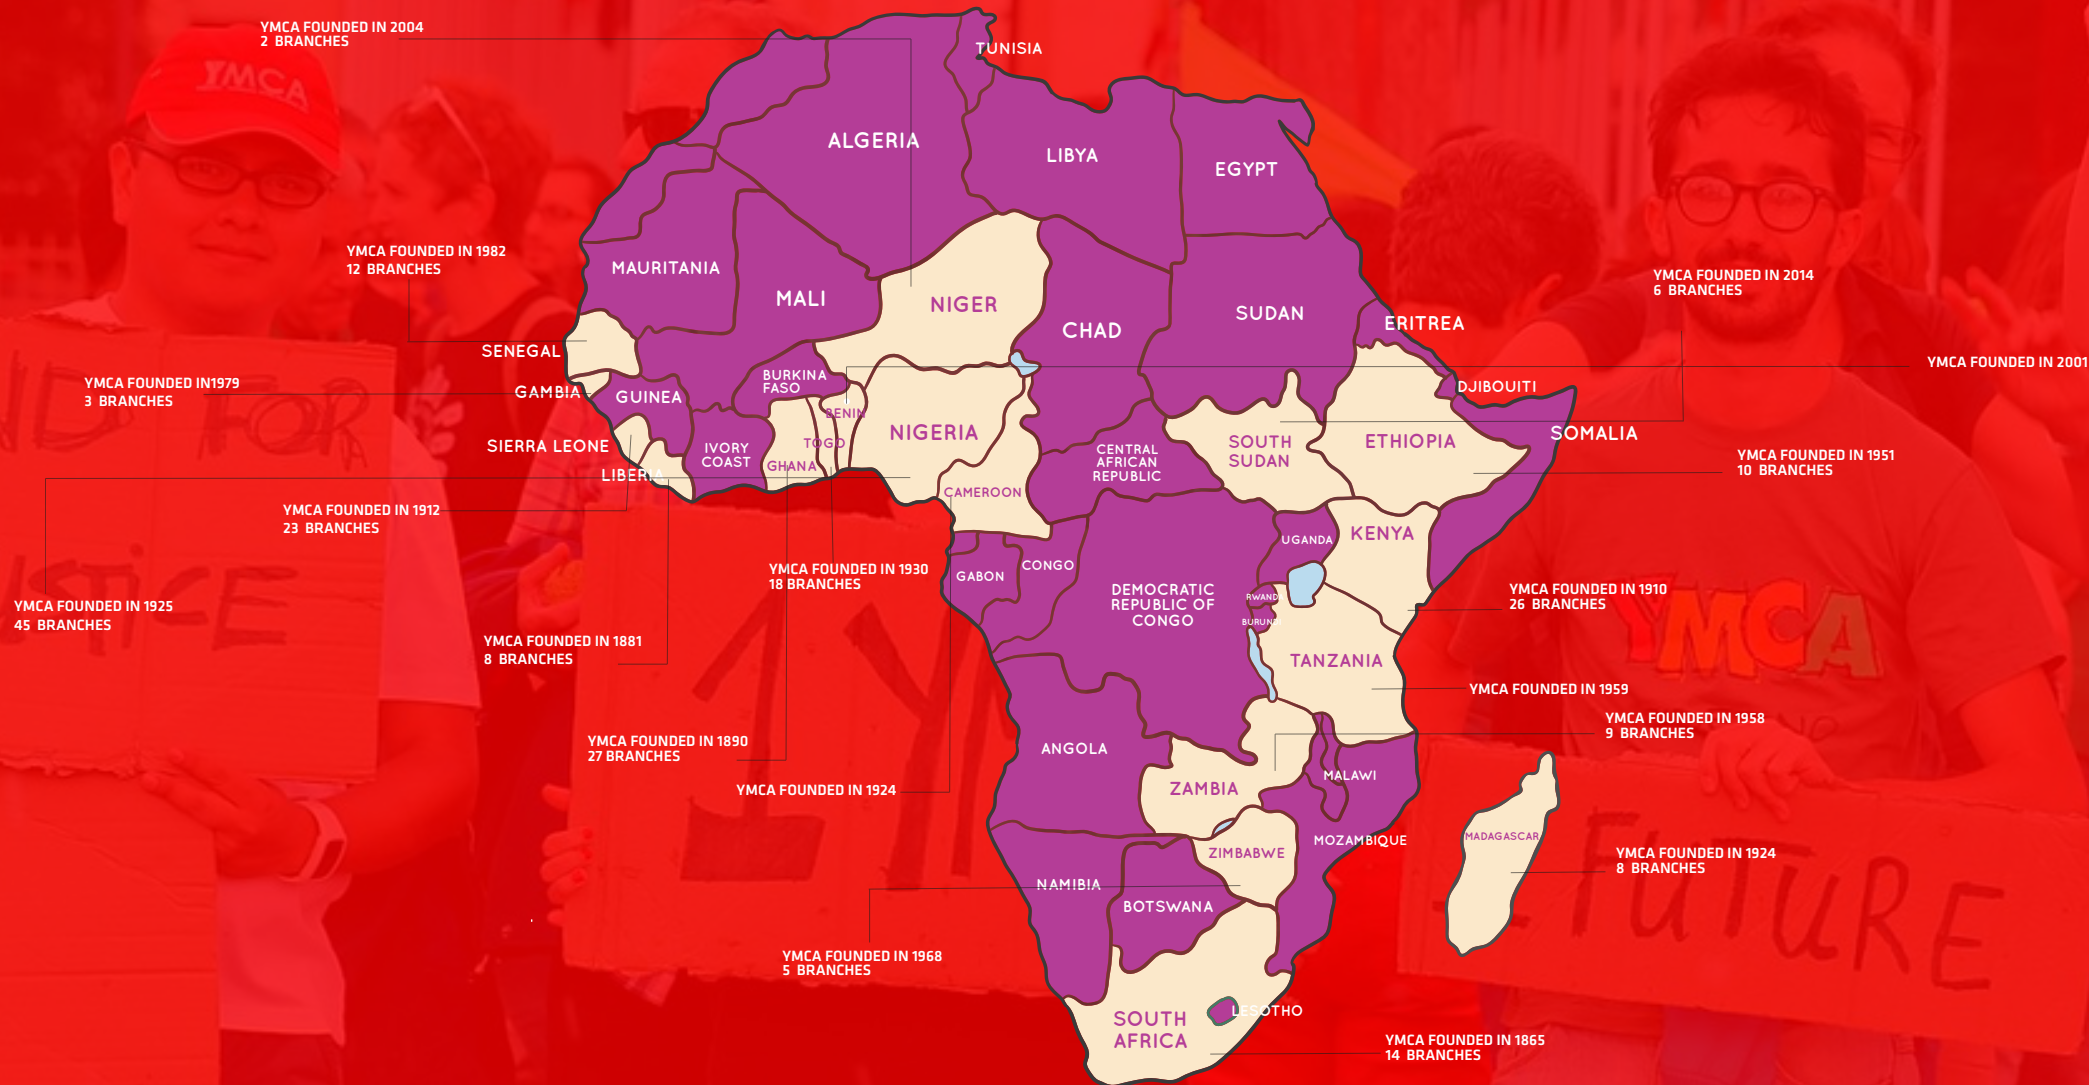 YMCA FOUNDED IN 2004
2 BRANCHES
TUNISIA
YMCA
ALGERIA
LIBYA
EGYPT
YMCA FOUNDED IN 1982
12 BRANCHES
MAURITANIA
MALI
NIGER
CHAD
SUDAN
ERITREA
YMCA FOUNDED IN 2014
6 BRANCHES
SENEGAL
YMCA FOUNDED IN 2001
YMCA FOUNDED IN1979
3 BRANCHES
GAMBIA
GUINEA
BURKINA
FASO
DJIBOUITI
BENIN
NIGERIA
SOMALIA
FOR
SIERRA LEONE
IVORY
COAST
TOGO
GHANA
CENTRAL
AFRICAN
REPUBLIC
SOUTH
SUDAN
ETHIOPIA
YMCA FOUNDED IN 1951
10 BRANCHES
LIBERIA
CAMEROON
YMCA FOUNDED IN 1912
23 BRANCHES
KENYA
UGANDA
YMCA FOUNDED IN 1930
18 BRANCHES
GABON
CONGO
DEMOCRATIC
REPUBLIC OF
CONGO
RWANDA
BURUNDI
YMCA FOUNDED IN 1910
26 BRANCHES
YMCA FOUNDED IN 1925
45 BRANCHES
YMCA FOUNDED IN 1881
8 BRANCHES
YMCA
TANZANIA
YMCA FOUNDED IN 1959
YMCA FOUNDED IN 1958
9 BRANCHES
YMCA FOUNDED IN 1890
27 BRANCHES
ANGOLA
MALAWI
ZAMBIA
YMCA FOUNDED IN 1924
MOZAMBIQUE
MADAGASCAR
ZIMBABWE
YMCA FOUNDED IN 1924
8 BRANCHES
NAMIBIA
BOTSWANA
FUTURE
YMCA FOUNDED IN 1968
5 BRANCHES
LESOTHO
SOUTH
AFRICA
YMCA FOUNDED IN 1865
14 BRANCHES